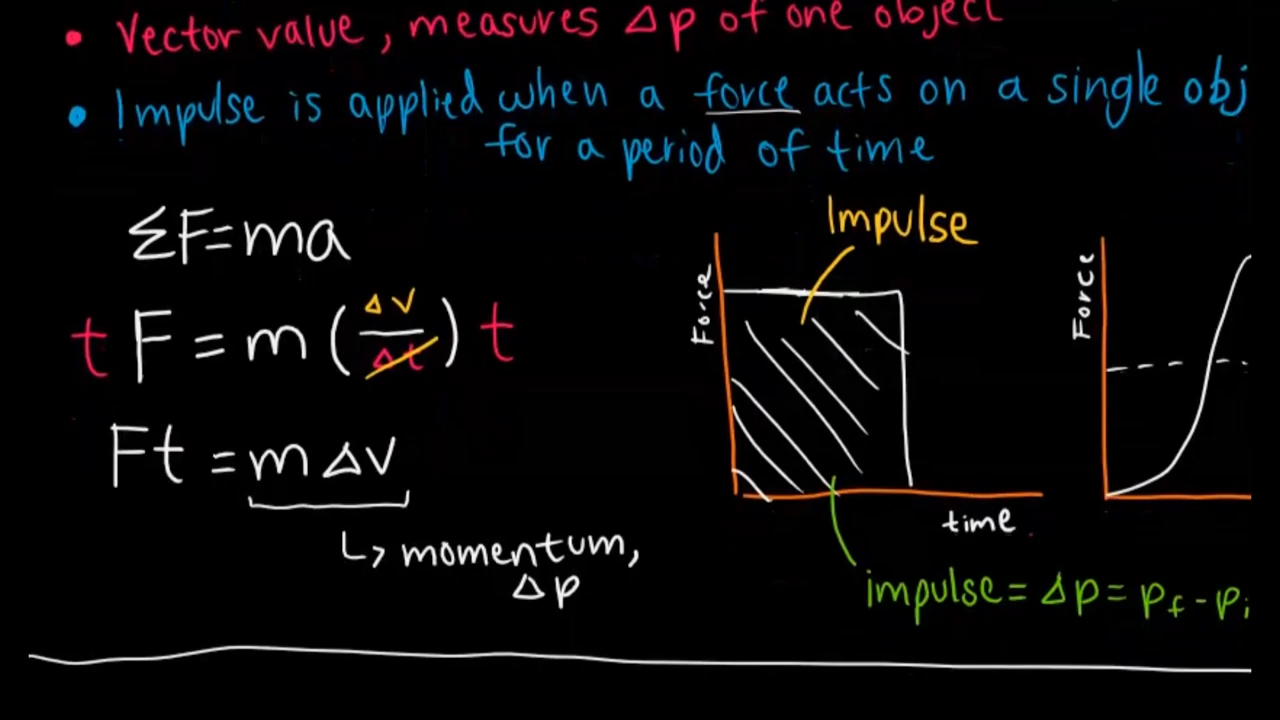 • Vector value, measures Δp of one object
• Impulse is applied when a force acts on a single obj
for a period of time
ΣF=ma
t F = m (Δv/Δt) t
Ft = mΔv
↳ momentum,
Δp
Impulse
Force
time
impulse = Δp = pf - pi
Force